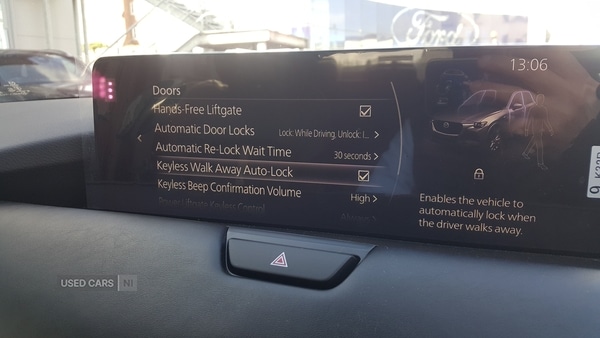 Ford
13:06
Doors
Hands-Free Liftgate
Automatic Door Locks Lock: While Driving, Unlock: I...
Automatic Re-Lock Wait Time 30 seconds
Keyless Walk Away Auto-Lock
Keyless Beep Confirmation Volume High
Enables the vehicle to
automatically lock when
the driver walks away.
USED CARS NI